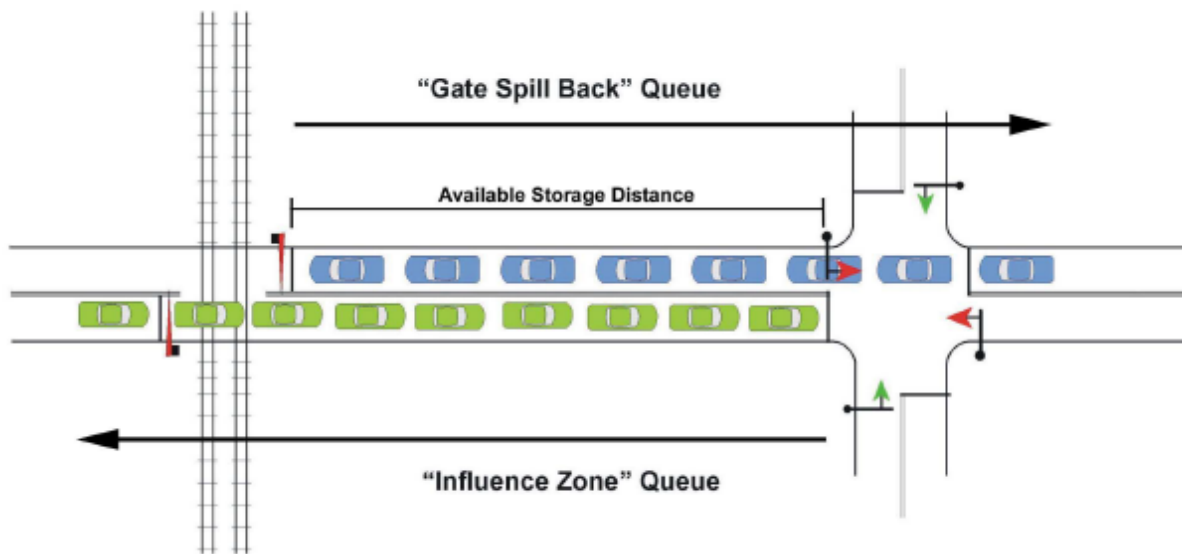 “Gate Spill Back” Queue
Available Storage Distance
“Influence Zone” Queue